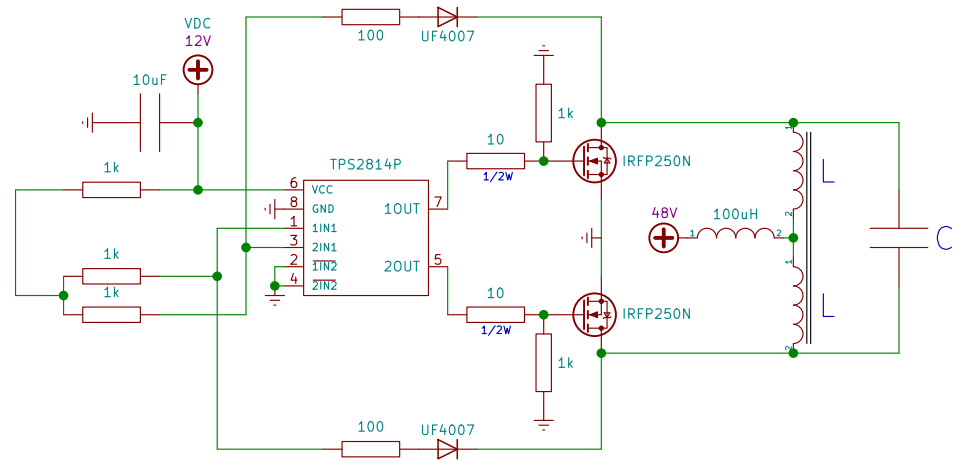 VDC
12V
10uF
100
UF4007
1k
1k
10
1/2W
IRFP250N
TPS2814P
6 VCC
8 GND
1 1IN1
3 2IN1
2 1IN2
4 2IN2
1OUT 7
2OUT 5
1k
1k
48V
100uH
1
2
1
L
2
1
L
2
C
10
1/2W
IRFP250N
1k
100
UF4007